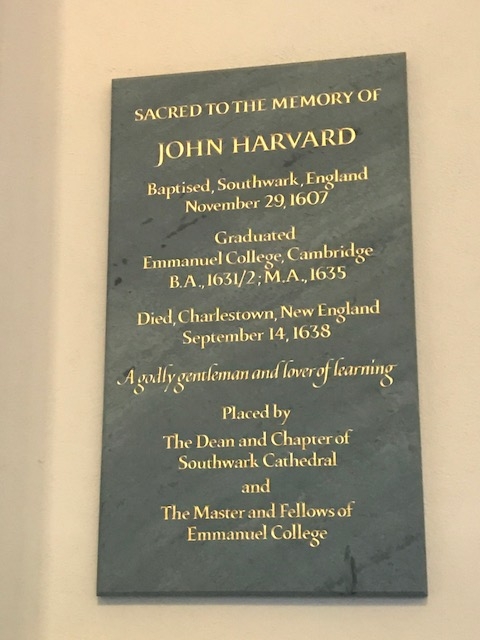 SACRED TO THE MEMORY OF
JOHN HARVARD
Baptised, Southwark, England
November 29, 1607
Graduated
Emmanuel College, Cambridge
B.A., 1631/2; M.A., 1635
Died, Charlestown, New England
September 14, 1638
A godly gentleman and lover of learning
Placed by
The Dean and Chapter of
Southwark Cathedral
and
The Master and Fellows of
Emmanuel College